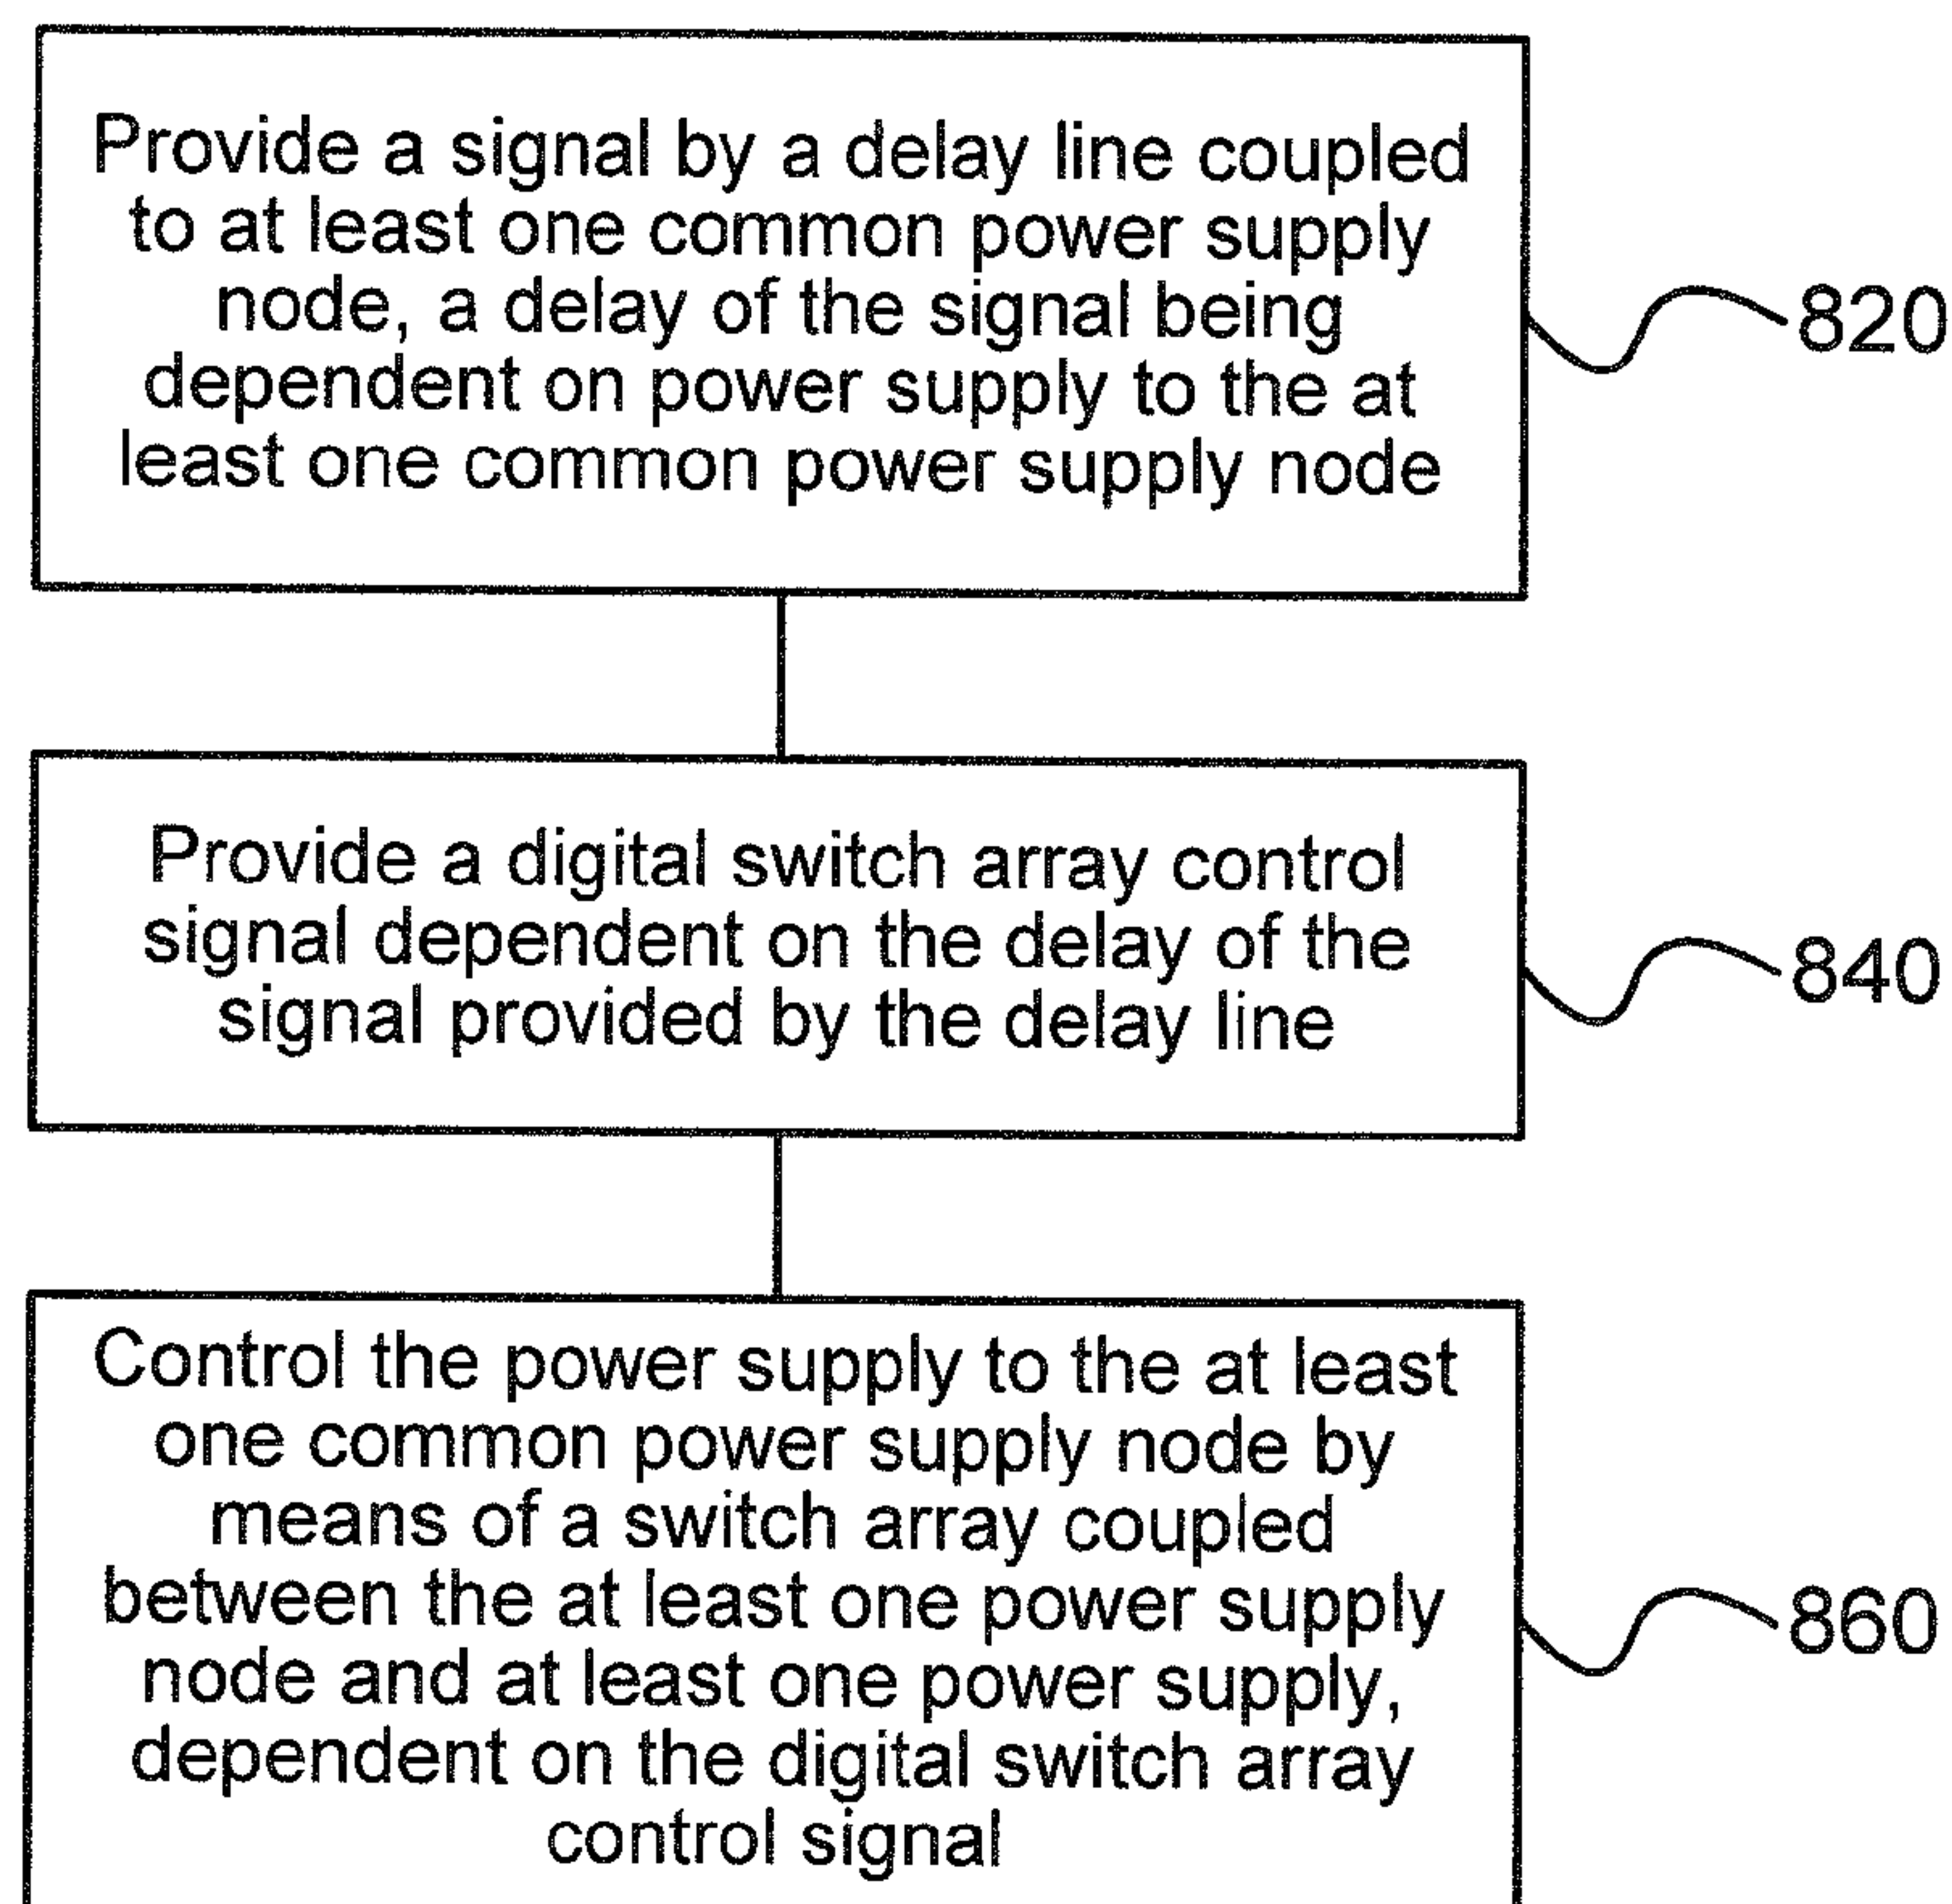 Provide a signal by a delay line coupled
to at least one common power supply
node, a delay of the signal being
dependent on power supply to the at
least one common power supply node
820
Provide a digital switch array control
signal dependent on the delay of the
signal provided by the delay line
840
Control the power supply to the at least
one common power supply node by
means of a switch array coupled
between the at least one power supply
node and at least one power supply,
dependent on the digital switch array
control signal
860